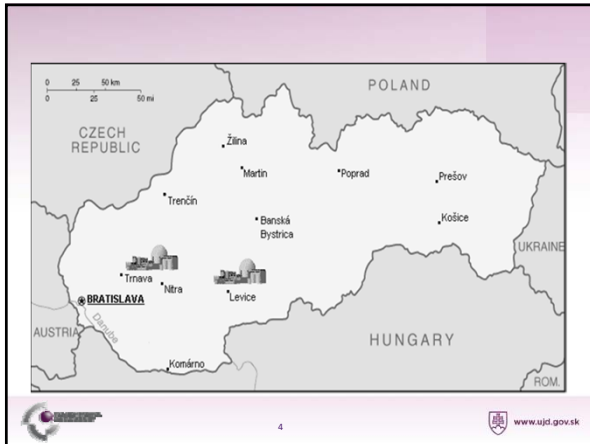 0 25 50 km
0 25 50 mi
POLAND
CZECH
REPUBLIC
Žilina
Martin
Poprad
Prešov
Trenčín
Banská
Bystrica
Košice
UKRAINE
Trnava
Nitra
Levice
BRATISLAVA
AUSTRIA
Danube
HUNGARY
Komárno
ROM.
4
www.ujd.gov.sk